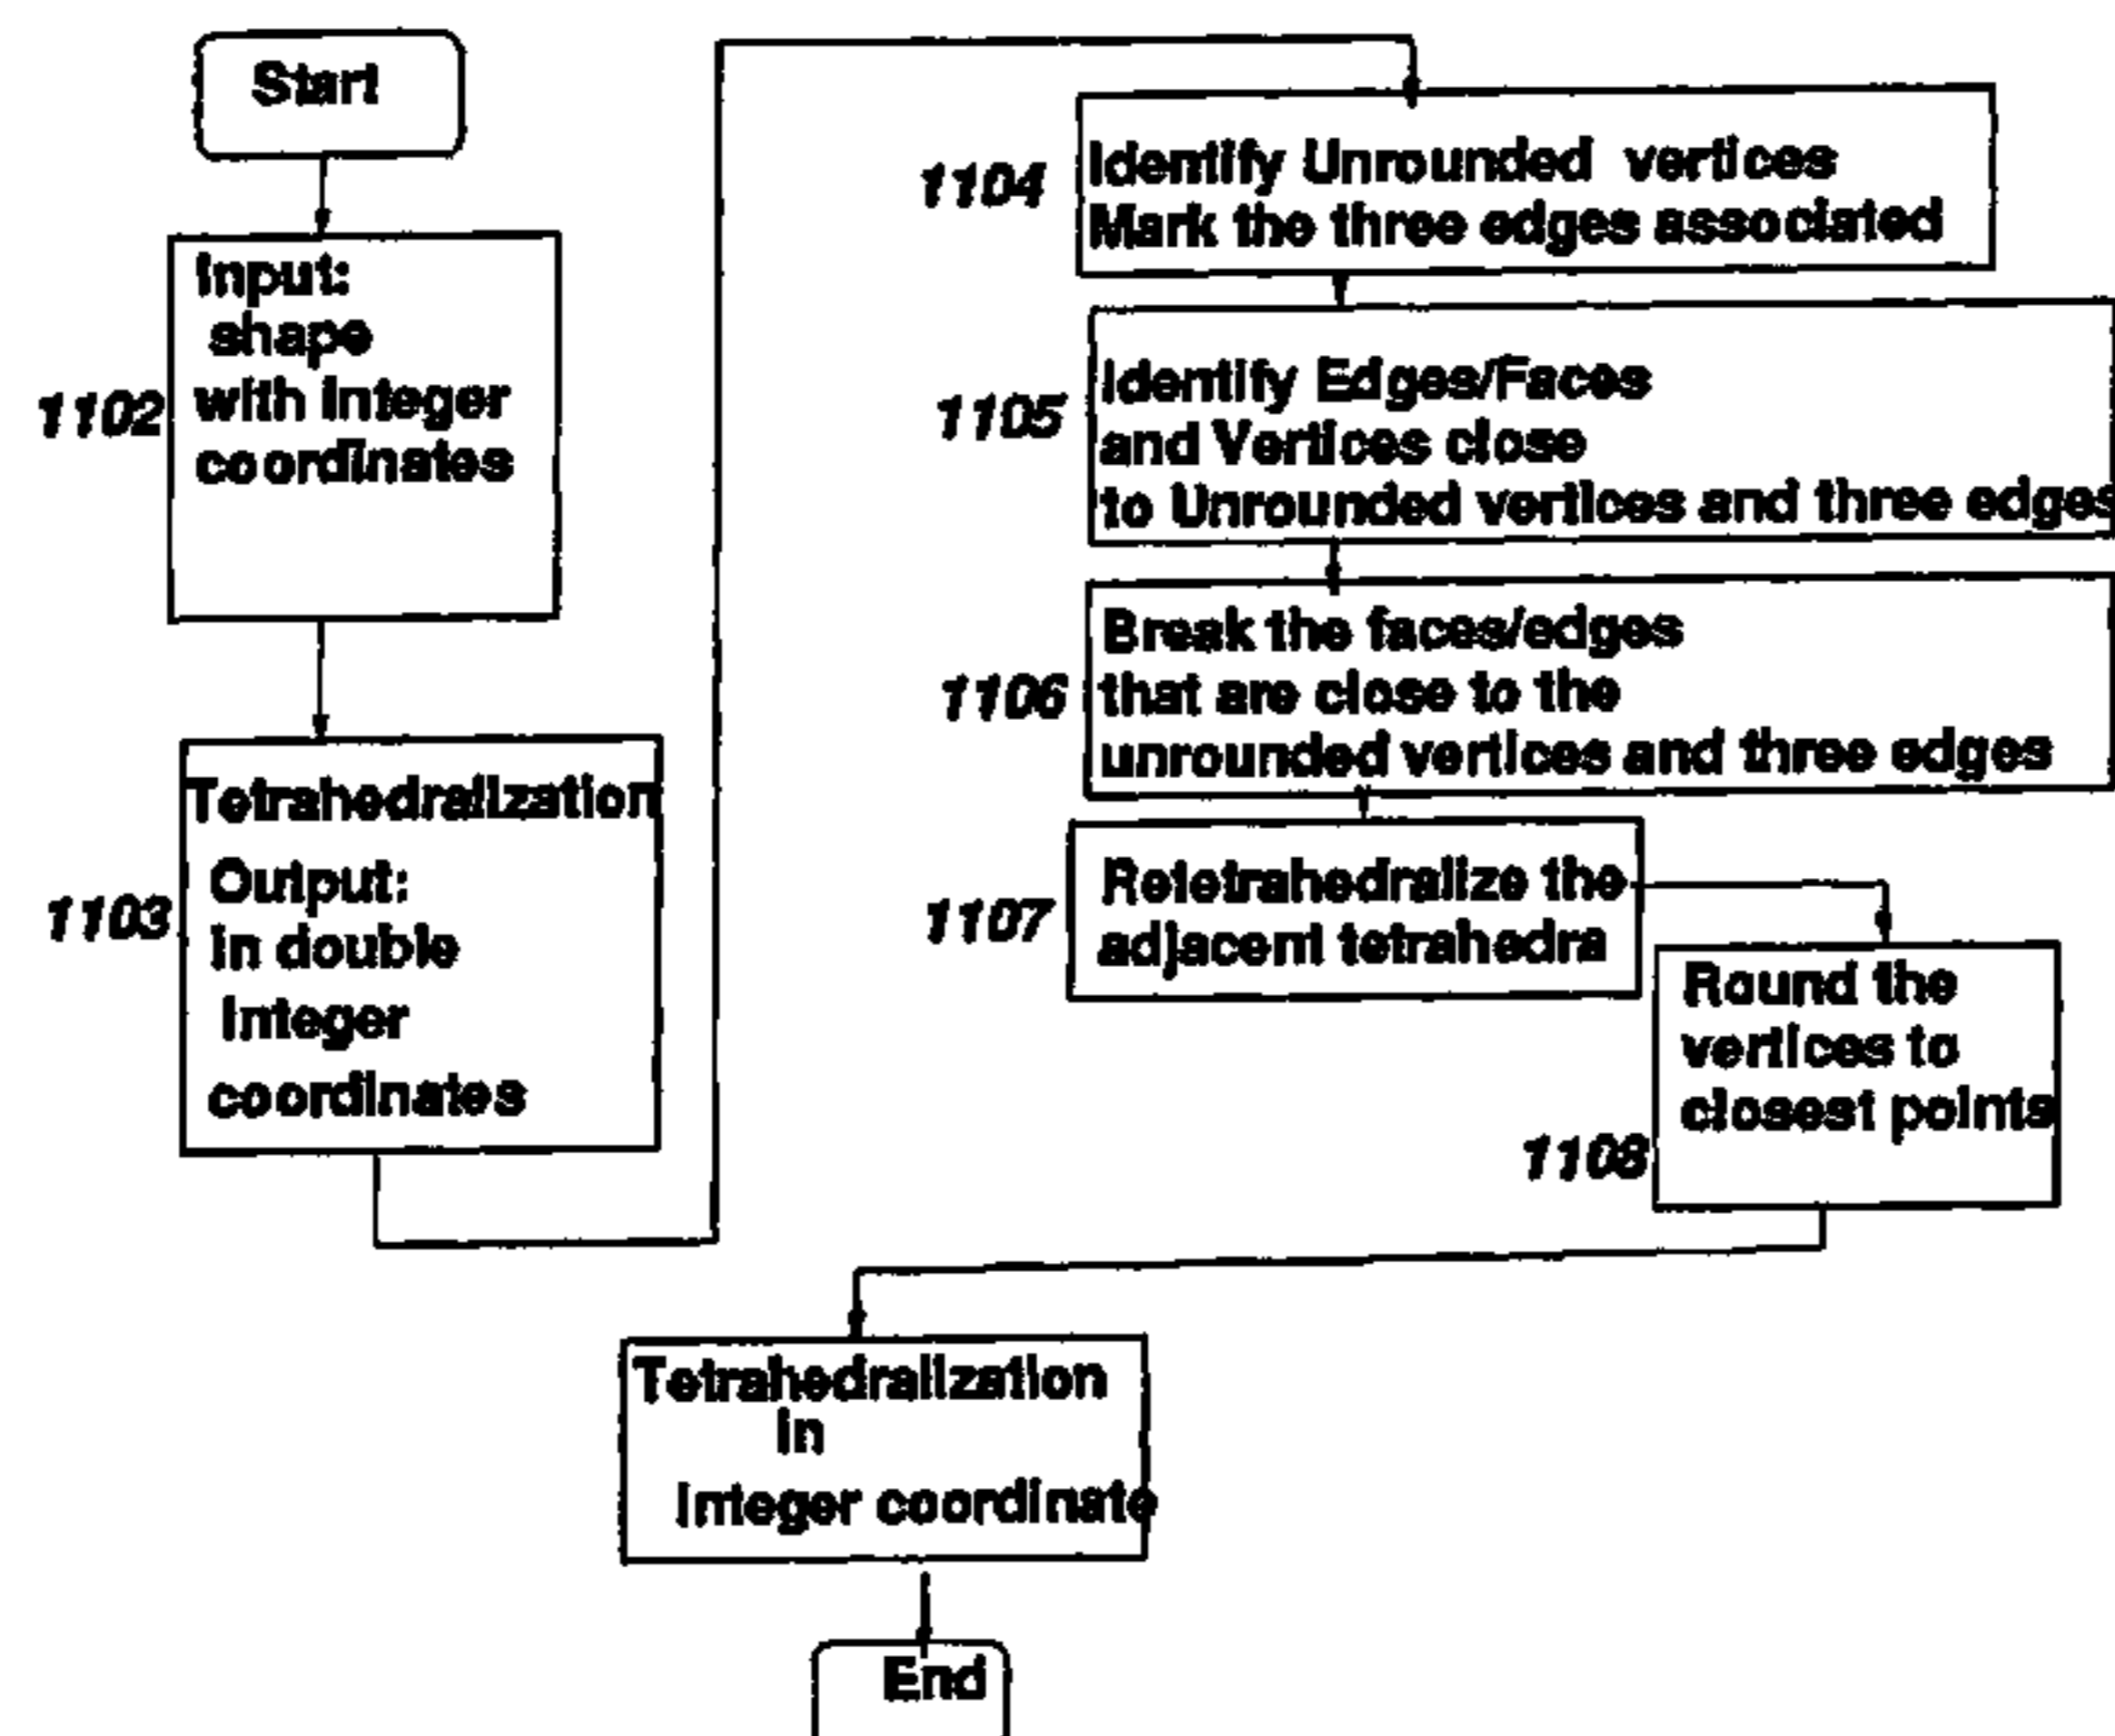 Start
Input:
shape
with Integer
coordinates
1102
Tetrahedralization
Output:
in double
Integer
coordinates
1103
Identify Unrounded vertices
Mark the three edges associated
1104
Identify Edges/Faces
and Vertices close
to Unrounded vertices and three edges
1105
Break the faces/edges
that are close to the
unrounded vertices and three edges
1106
Retetrahedralize the
adjacent tetrahedra
1107
Round the
vertices to
closest points
1108
Tetrahedralization
in
Integer coordinate
End